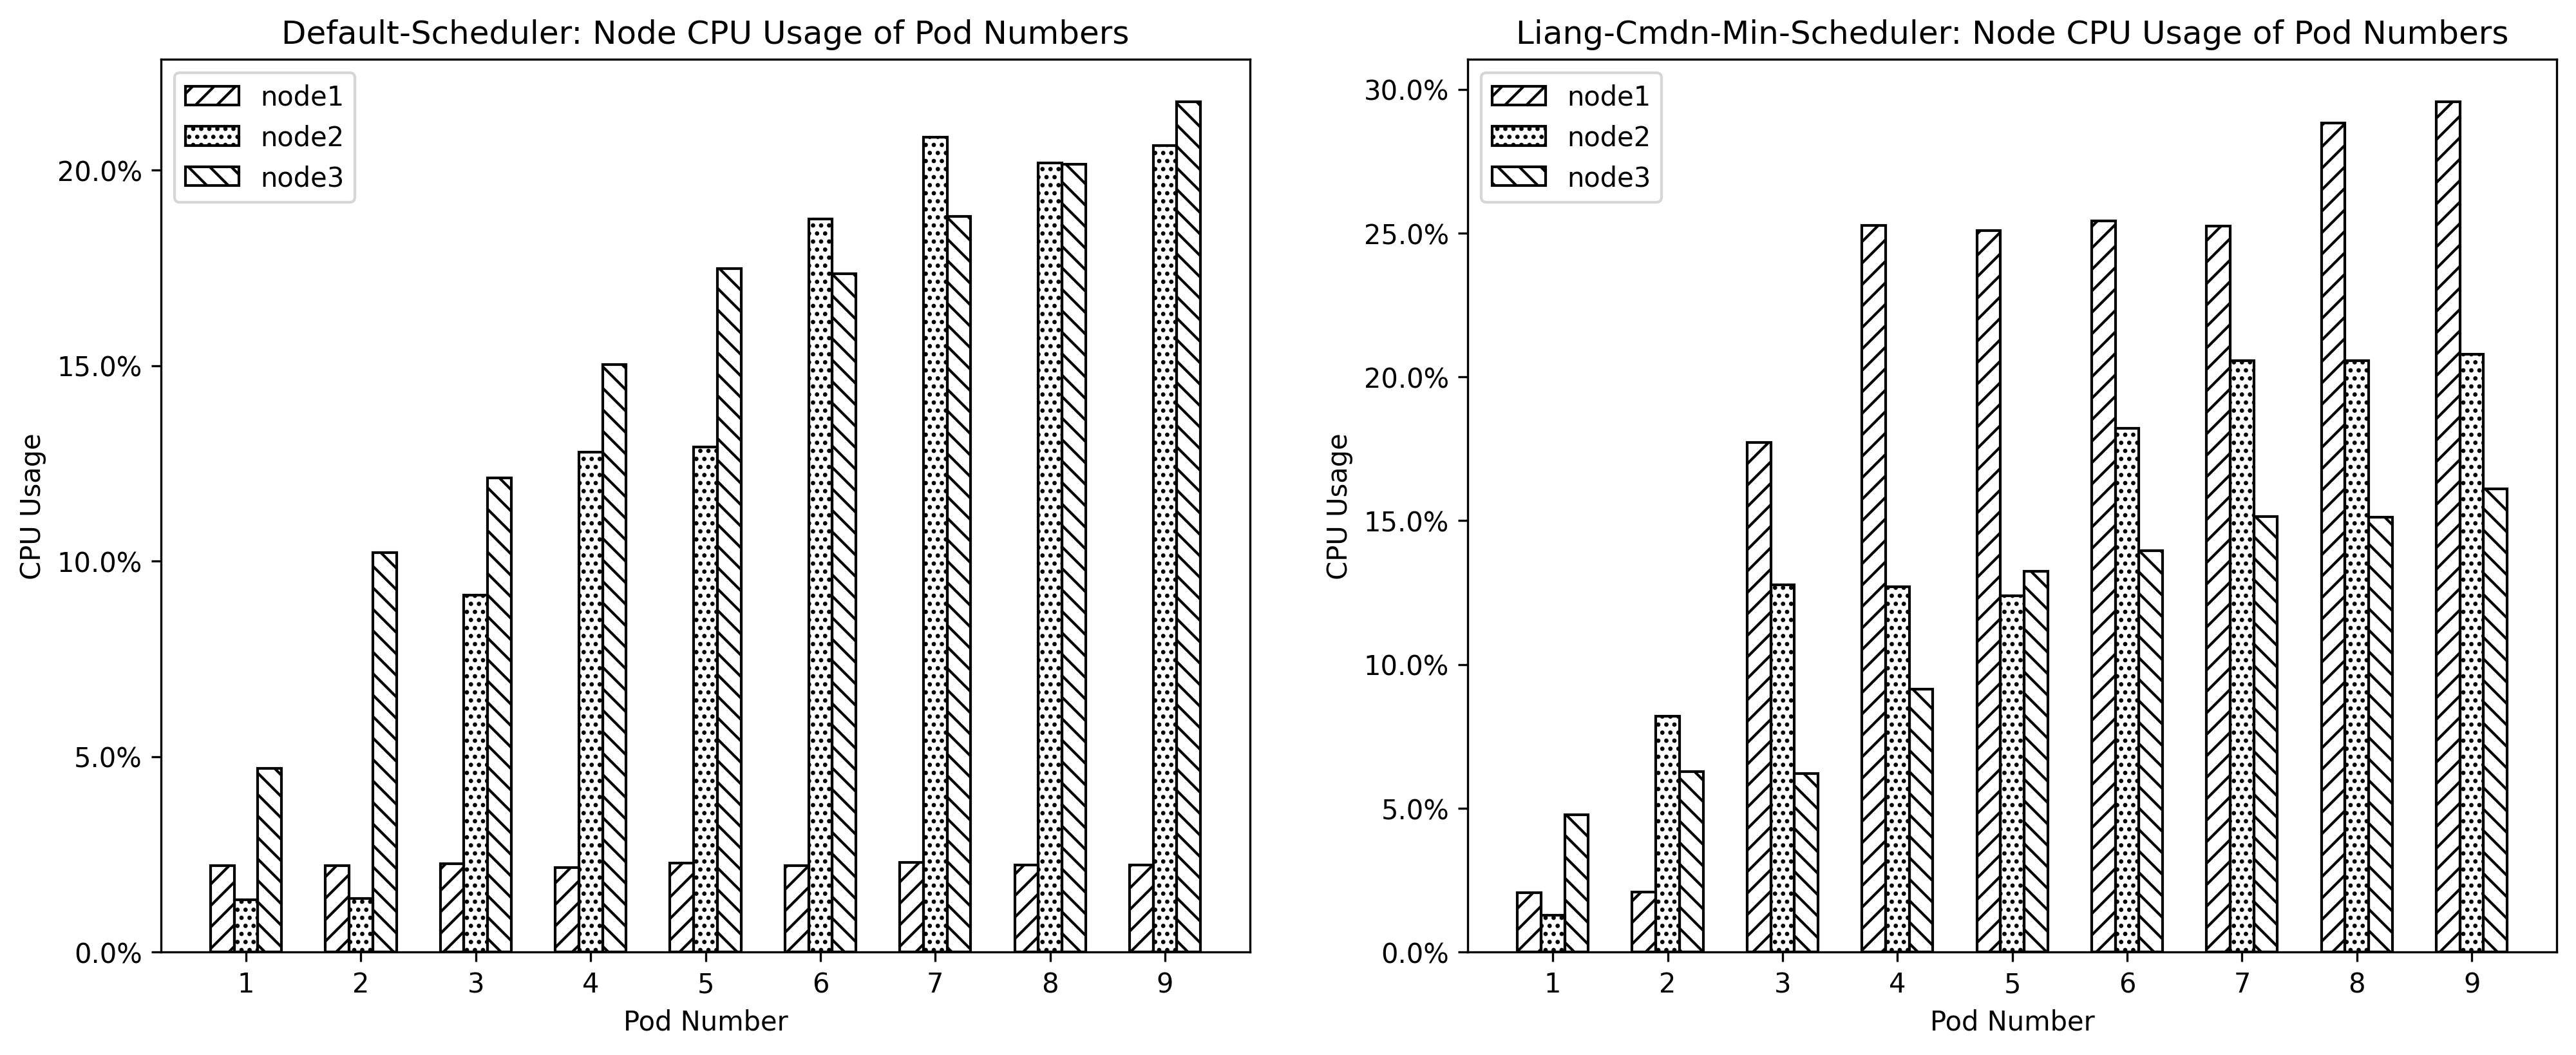 Default-Scheduler: Node CPU Usage of Pod Numbers
node1
node2
node3
20.0%
15.0%
10.0%
5.0%
0.0%
CPU Usage
1 2 3 4 5 6 7 8 9
Pod Number
Liang-Cmdn-Min-Scheduler: Node CPU Usage of Pod Numbers
node1
node2
node3
30.0%
25.0%
20.0%
15.0%
10.0%
5.0%
0.0%
CPU Usage
1 2 3 4 5 6 7 8 9
Pod Number